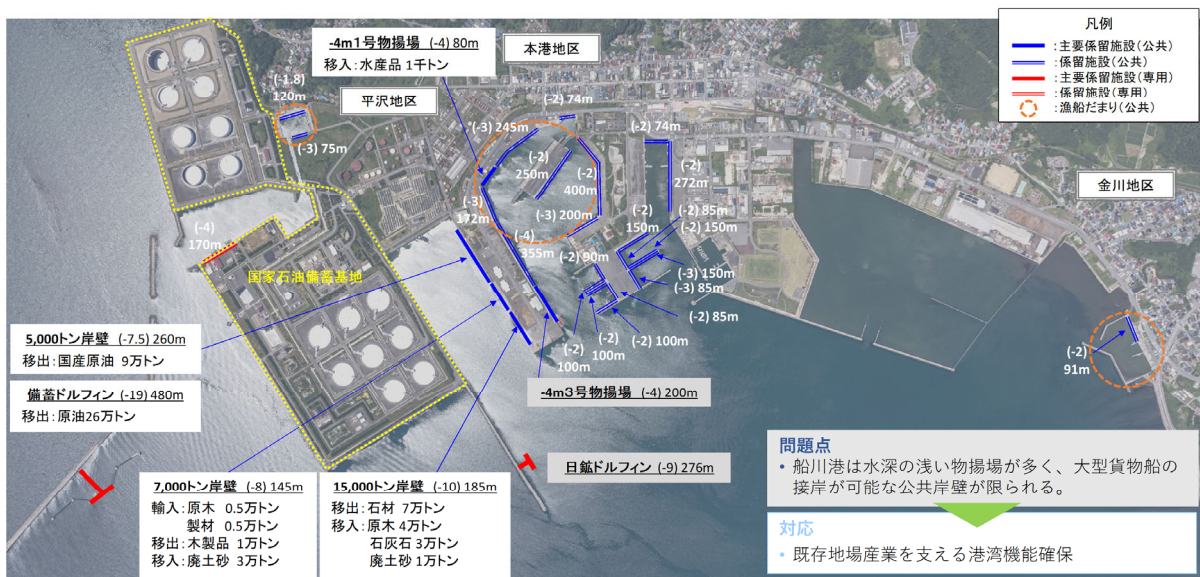 -4m1号物揚場 (-4) 80m
移入:水産品 1千トン
本港地区
平沢地区
金川地区
凡例
:主要係留施設(公共)
:係留施設(公共)
:主要係留施設(専用)
:係留施設(専用)
:漁船だまり(公共)
(-1.8)
120m
(-3) 75m
(-3) 245m
(-2) 74m
(-2)
250m
(-2)
400m
(-3) 200m
(-3)
172m
(-4)
355m
(-2) 74m
(-2)
272m
(-2)
150m
(-2) 85m
(-2) 150m
(-3) 150m
(-3) 85m
(-2) 90m
(-2) 85m
(-2)
100m
(-2)
100m
(-2) 100m
(-2)
91m
(-4)
170m
国家石油備蓄基地
5,000トン岸壁 (-7.5) 260m
移出:国産原油 9万トン
備蓄ドルフィン (-19) 480m
移出:原油26万トン
-4m3号物揚場 (-4) 200m
日鉱ドルフィン (-9) 276m
7,000トン岸壁 (-8) 145m
輸入:原木 0.5万トン
製材 0.5万トン
移出:木製品 1万トン
移入:廃土砂 3万トン
15,000トン岸壁 (-10) 185m
移出:石材 7万トン
移入:原木 4万トン
石灰石 3万トン
廃土砂 1万トン
問題点
• 船川港は水深の浅い物揚場が多く、大型貨物船の
接岸が可能な公共岸壁が限られる。
対応
• 既存地場産業を支える港湾機能確保